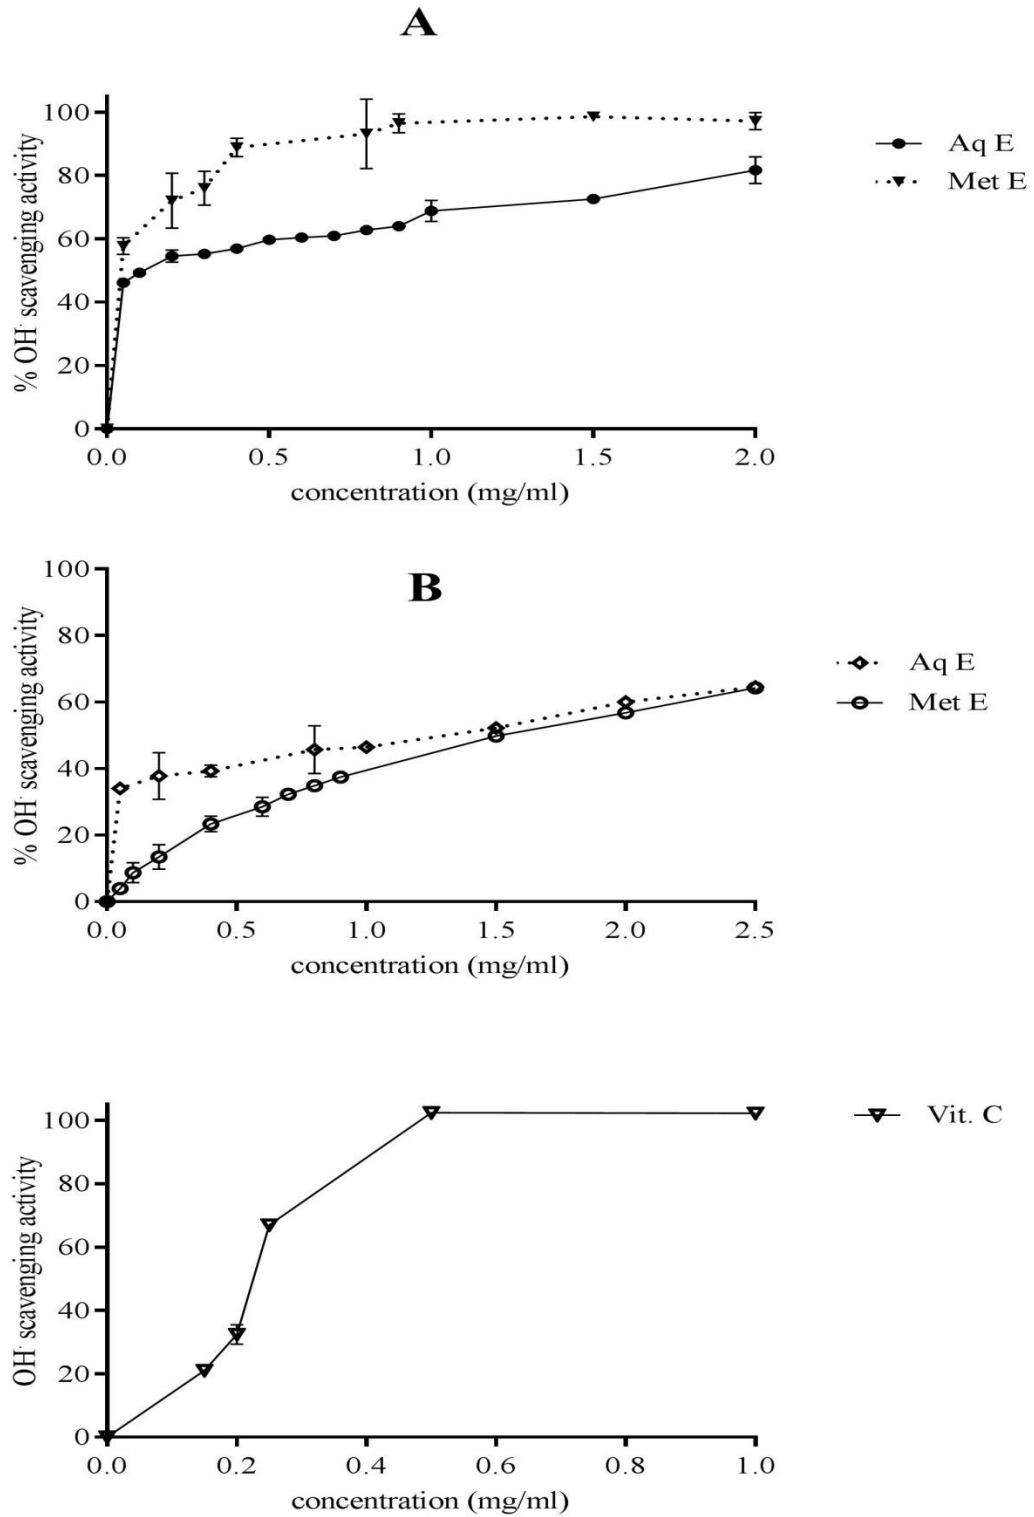 A
% OH· scavenging activity
100
80
60
40
20
0
0.0 0.5 1.0 1.5 2.0
concentration (mg/ml)
Aq E
Met E
B
% OH· scavenging activity
100
80
60
40
20
0
0.0 0.5 1.0 1.5 2.0 2.5
concentration (mg/ml)
Aq E
Met E
OH· scavenging activity
100
80
60
40
20
0
0.0 0.2 0.4 0.6 0.8 1.0
concentration (mg/ml)
Vit. C